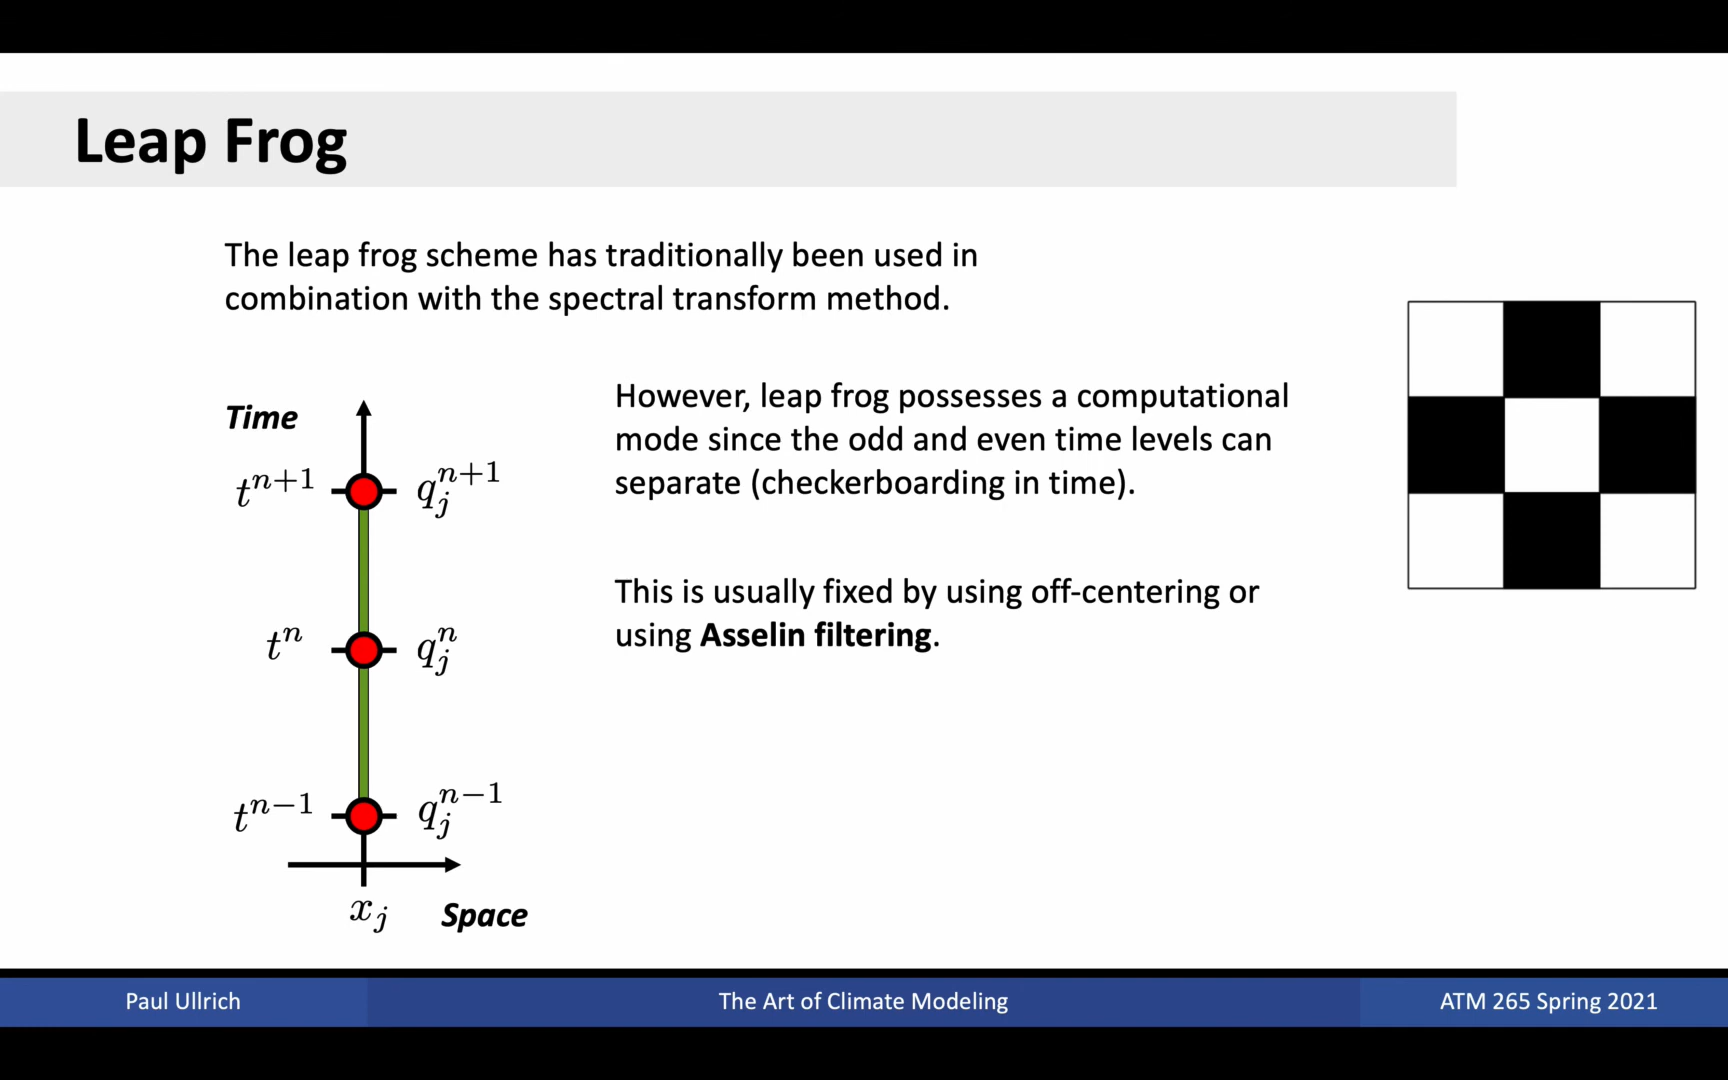 Leap Frog
The leap frog scheme has traditionally been used in
combination with the spectral transform method.
However, leap frog possesses a computational
mode since the odd and even time levels can
separate (checkerboarding in time).
This is usually fixed by using off-centering or
using Asselin filtering.
Time
t^{n+1} q_j^{n+1}
t^n q_j^n
t^{n-1} q_j^{n-1}
x_j Space
Paul Ullrich
The Art of Climate Modeling
ATM 265 Spring 2021